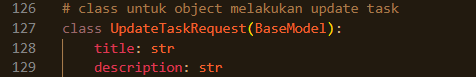 126 # class untuk object melakukan update task
127 class UpdateTaskRequest(BaseModel):
128     title: str
129     description: str